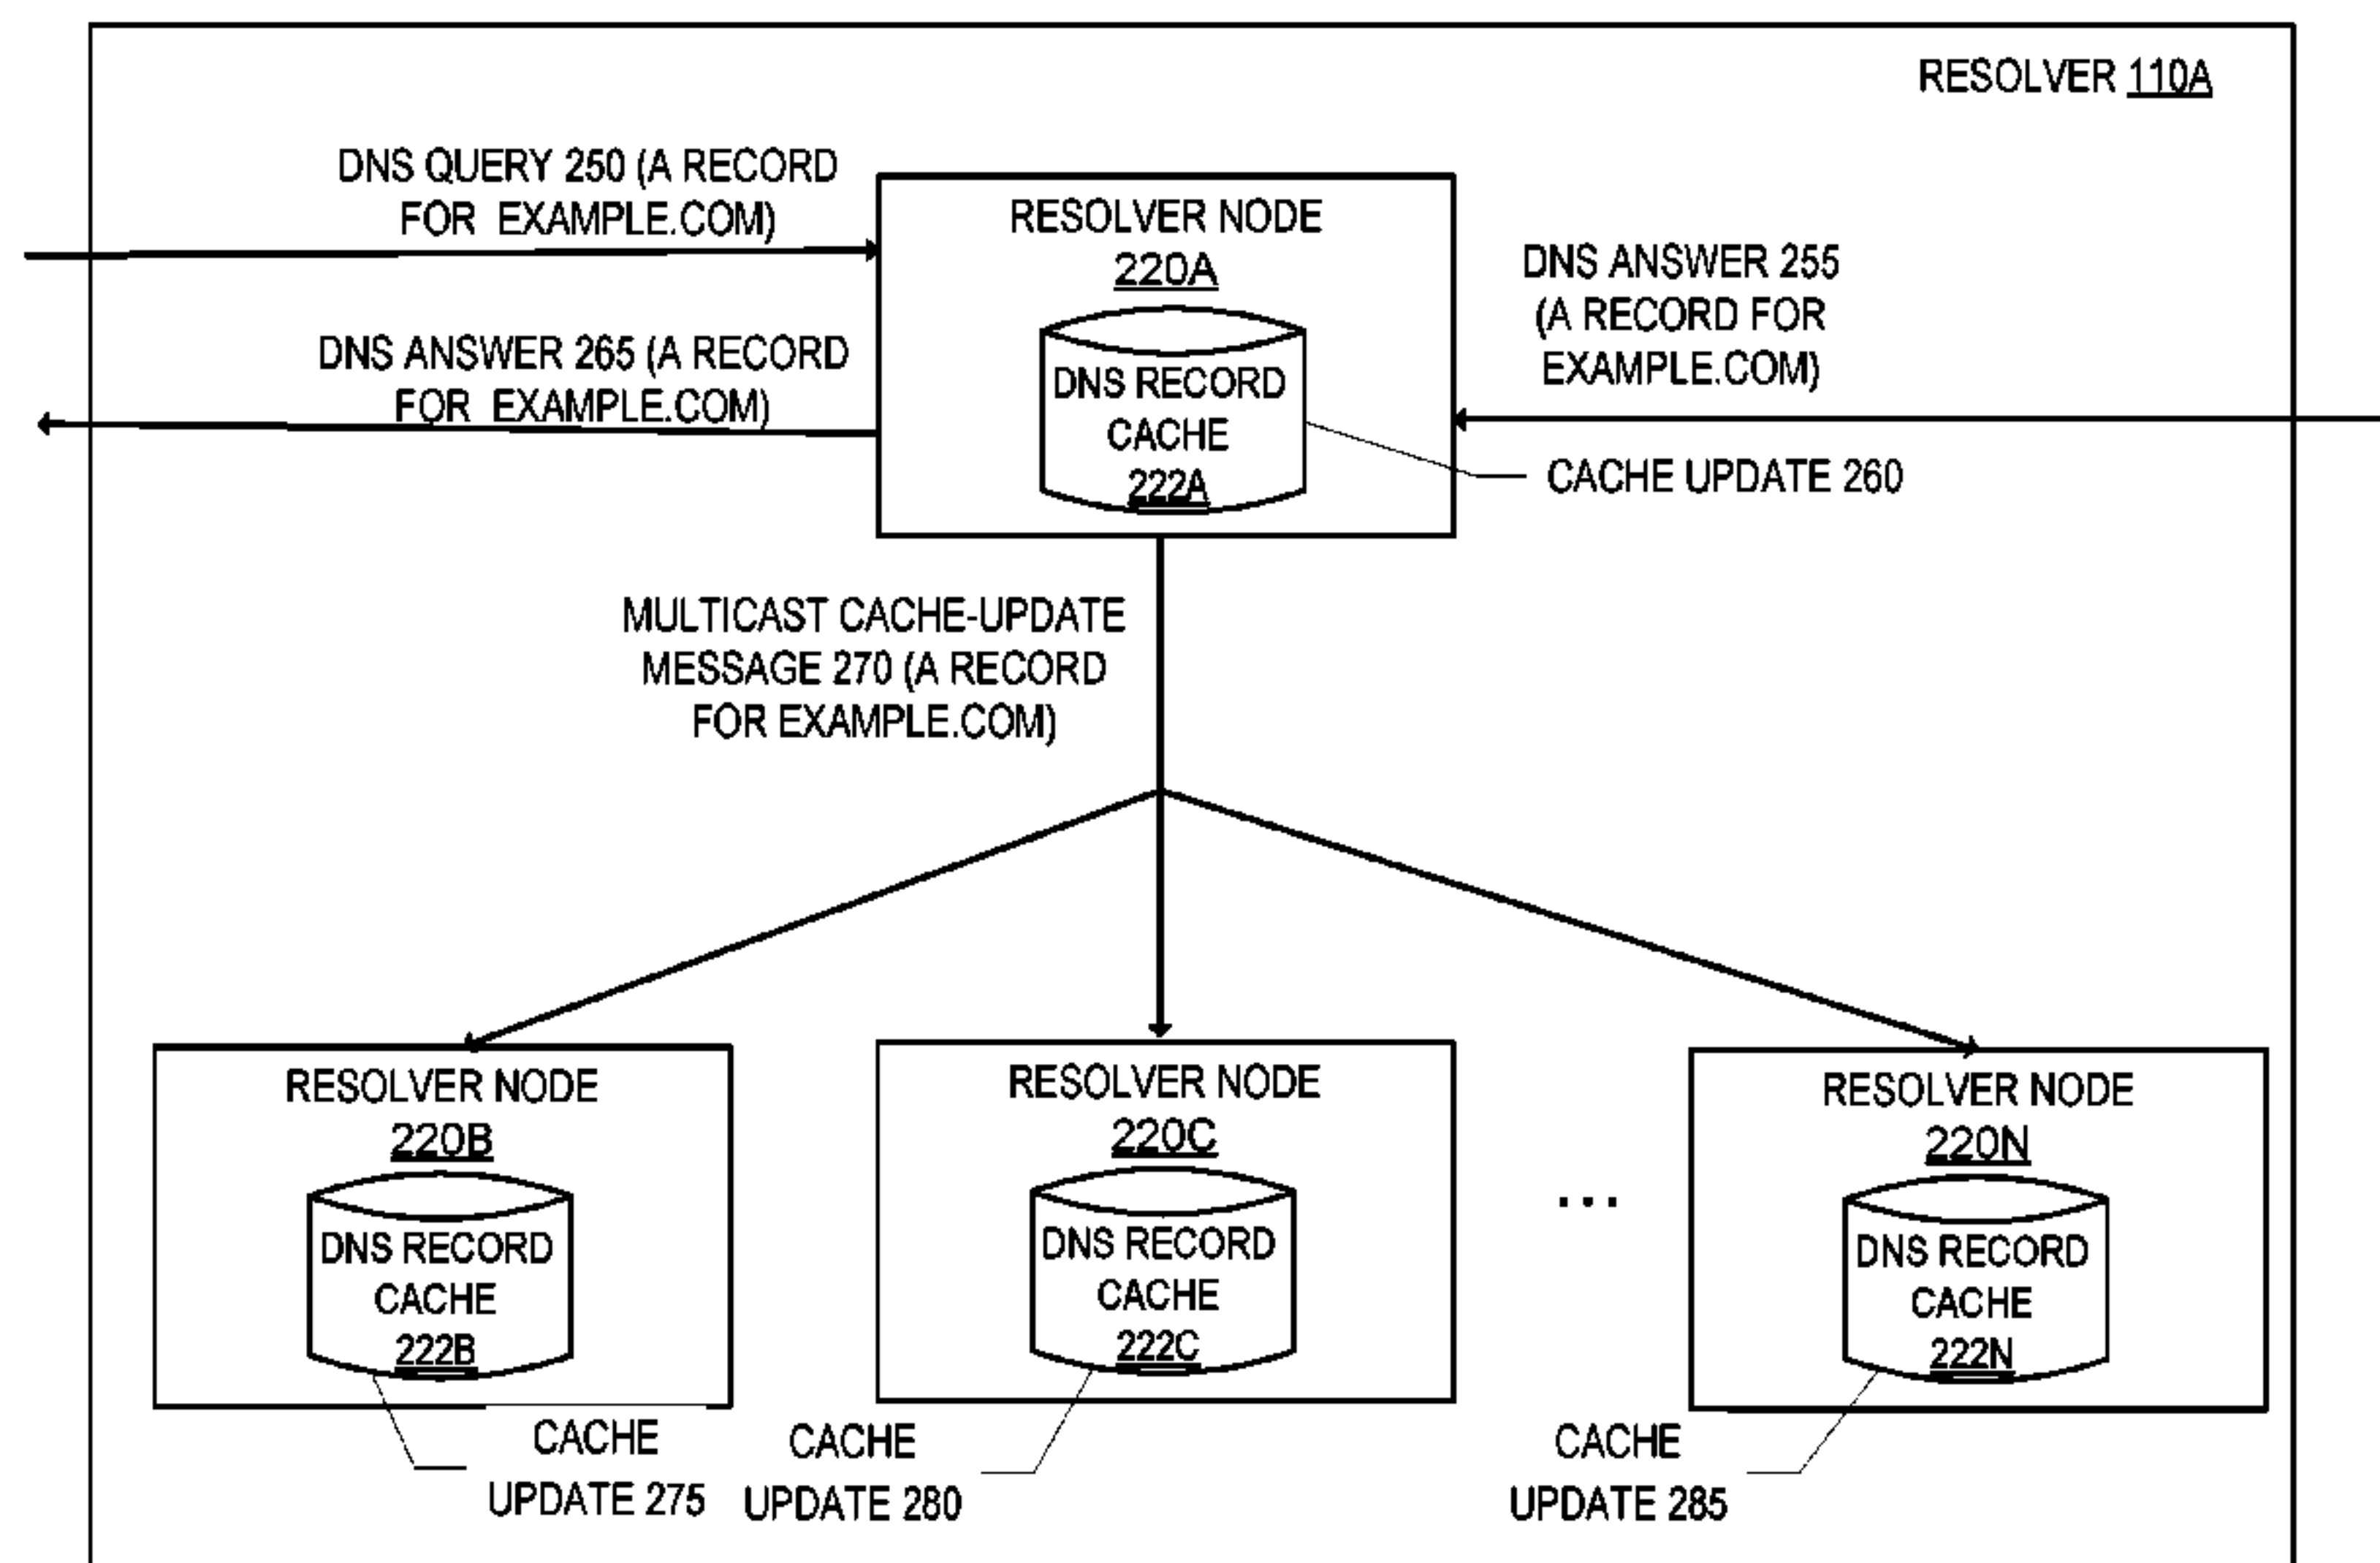 RESOLVER 110A
DNS QUERY 250 (A RECORD
FOR EXAMPLE.COM)
RESOLVER NODE
220A
DNS ANSWER 255
(A RECORD FOR
EXAMPLE.COM)
DNS ANSWER 265 (A RECORD
FOR EXAMPLE.COM)
DNS RECORD
CACHE
222A
CACHE UPDATE 260
MULTICAST CACHE-UPDATE
MESSAGE 270 (A RECORD
FOR EXAMPLE.COM)
RESOLVER NODE
220B
DNS RECORD
CACHE
222B
CACHE
UPDATE 275
RESOLVER NODE
220C
DNS RECORD
CACHE
222C
CACHE
UPDATE 280
...
RESOLVER NODE
220N
DNS RECORD
CACHE
222N
CACHE
UPDATE 285